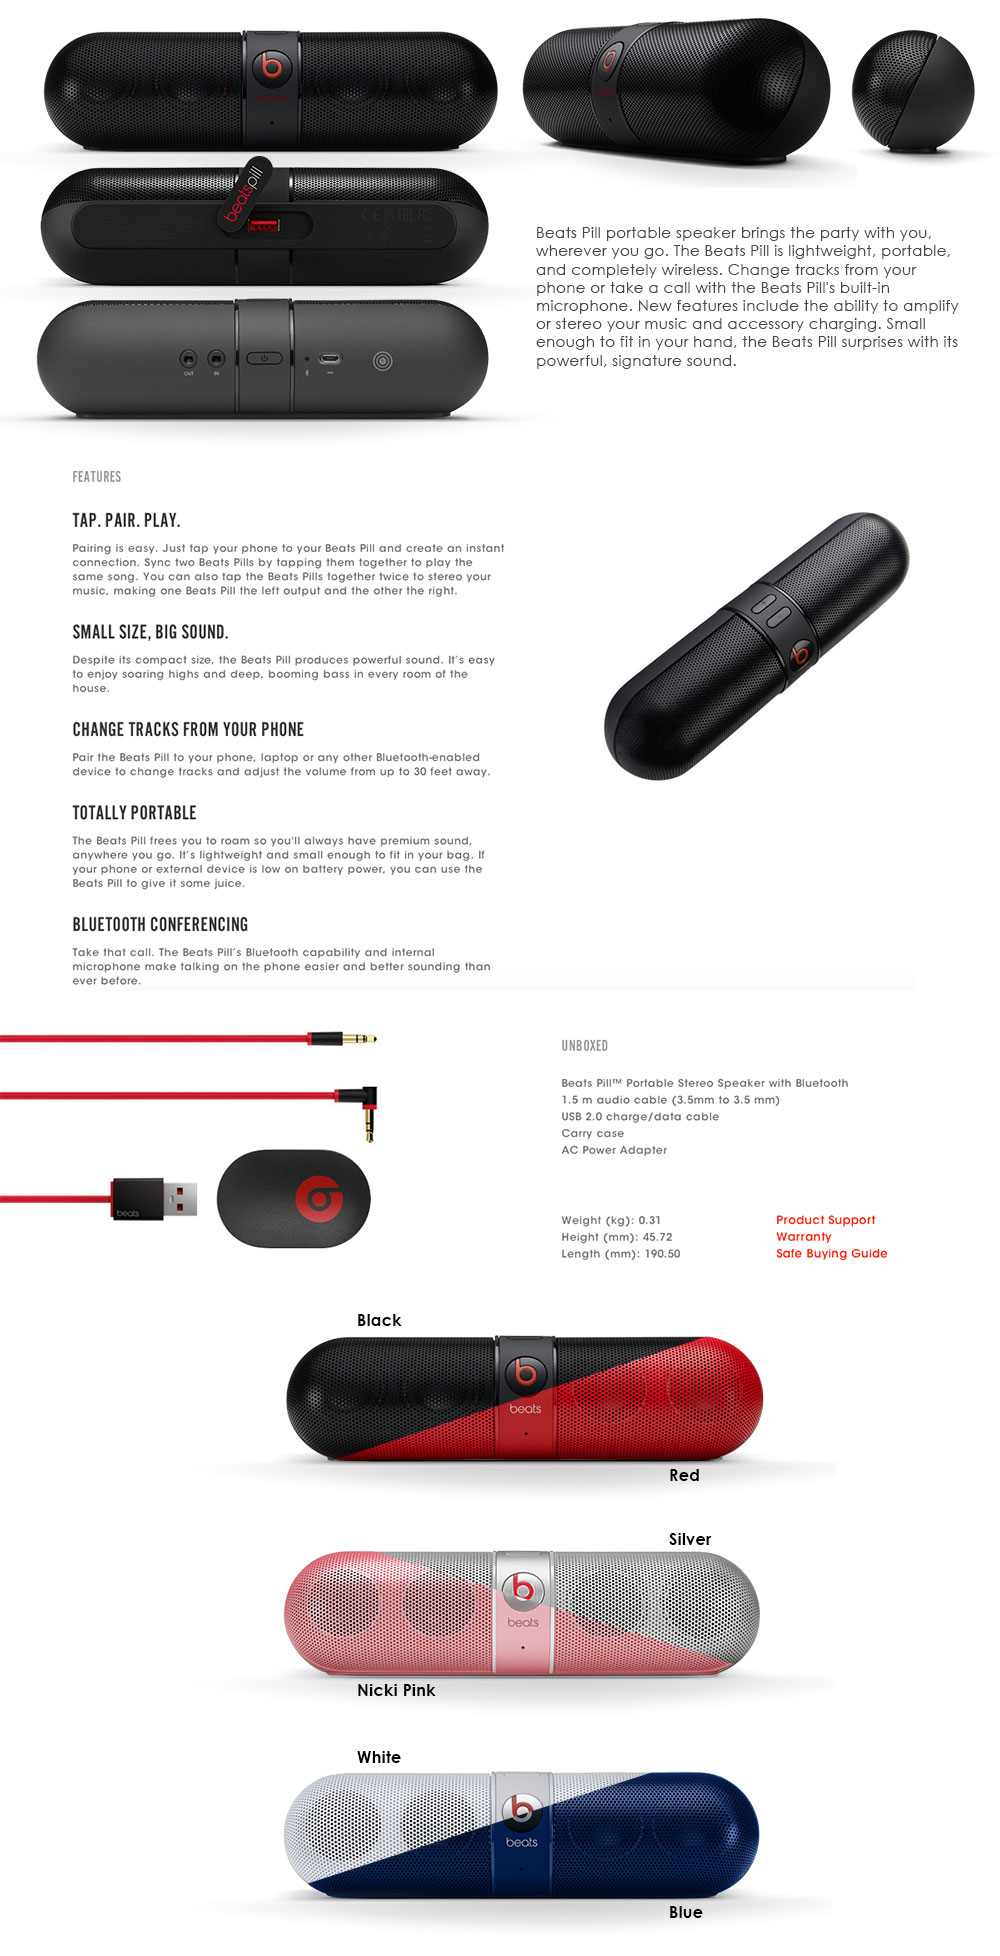 beatspill
OUT
IN
Beats Pill portable speaker brings the party with you,
wherever you go. The Beats Pill is lightweight, portable,
and completely wireless. Change tracks from your
phone or take a call with the Beats Pill's built-in
microphone. New features include the ability to amplify
or stereo your music and accessory charging. Small
enough to fit in your hand, the Beats Pill surprises with its
powerful, signature sound.
FEATURES
TAP. PAIR. PLAY.
Pairing is easy. Just tap your phone to your Beats Pill and create an instant
connection. Sync two Beats Pills by tapping them together to play the
same song. You can also tap the Beats Pills together twice to stereo your
music, making one Beats Pill the left output and the other the right.
SMALL SIZE, BIG SOUND.
Despite its compact size, the Beats Pill produces powerful sound. It's easy
to enjoy soaring highs and deep, booming bass in every room of the
house.
CHANGE TRACKS FROM YOUR PHONE
Pair the Beats Pill to your phone, laptop or any other Bluetooth-enabled
device to change tracks and adjust the volume from up to 30 feet away.
TOTALLY PORTABLE
The Beats Pill frees you to roam so you'll always have premium sound,
anywhere you go. It's lightweight and small enough to fit in your bag. If
your phone or external device is low on battery power, you can use the
Beats Pill to give it some juice.
BLUETOOTH CONFERENCING
Take that call. The Beats Pill's Bluetooth capability and internal
microphone make talking on the phone easier and better sounding than
ever before.
beats
UNBOXED
Beats Pill™ Portable Stereo Speaker with Bluetooth
1.5 m audio cable (3.5mm to 3.5 mm)
USB 2.0 charge/data cable
Carry case
AC Power Adapter
Weight (kg): 0.31
Height (mm): 45.72
Length (mm): 190.50
Product Support
Warranty
Safe Buying Guide
Black
beats
Red
Silver
beats
Nicki Pink
White
beats
Blue